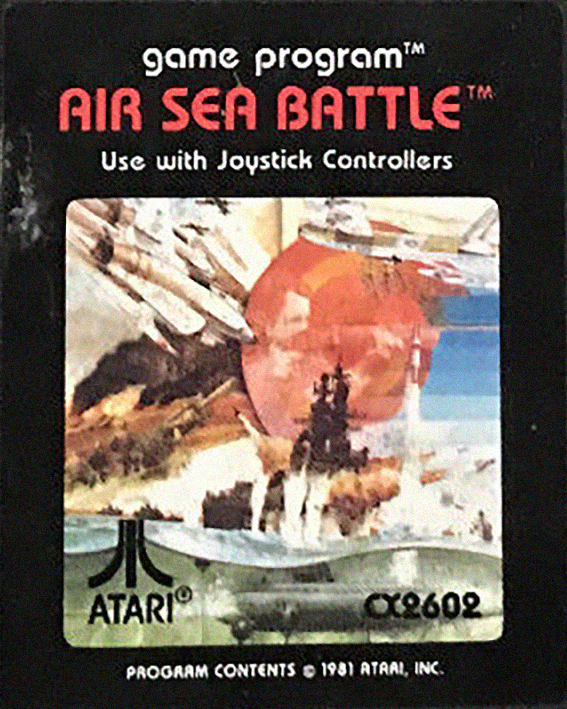 game program™
AIR SEA BATTLE™
Use with Joystick Controllers
ATARI®
CX2602
PROGRAM CONTENTS © 1981 ATARI, INC.